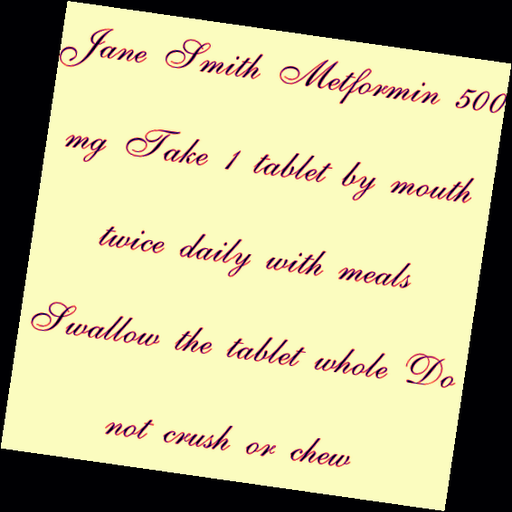 Jane Smith Metformin 500
mg Take 1 tablet by mouth
twice daily with meals
Swallow the tablet whole Do
not crush or chew